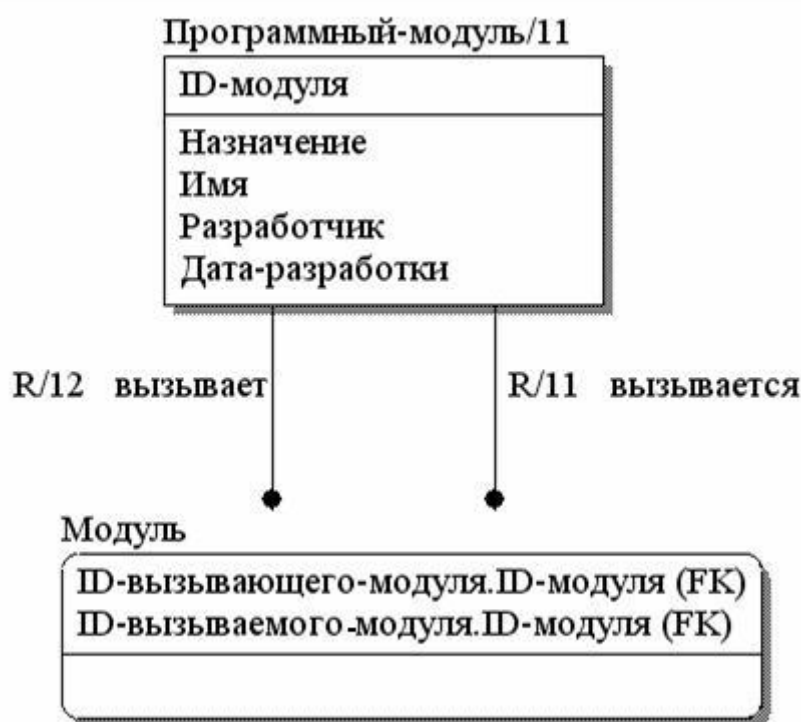 Программный-модуль/11
ID-модуля
Назначение
Имя
Разработчик
Дата-разработки
R/12 вызывает
R/11 вызывается
Модуль
ID-вызывающего-модуля.ID-модуля (FK)
ID-вызываемого-модуля.ID-модуля (FK)